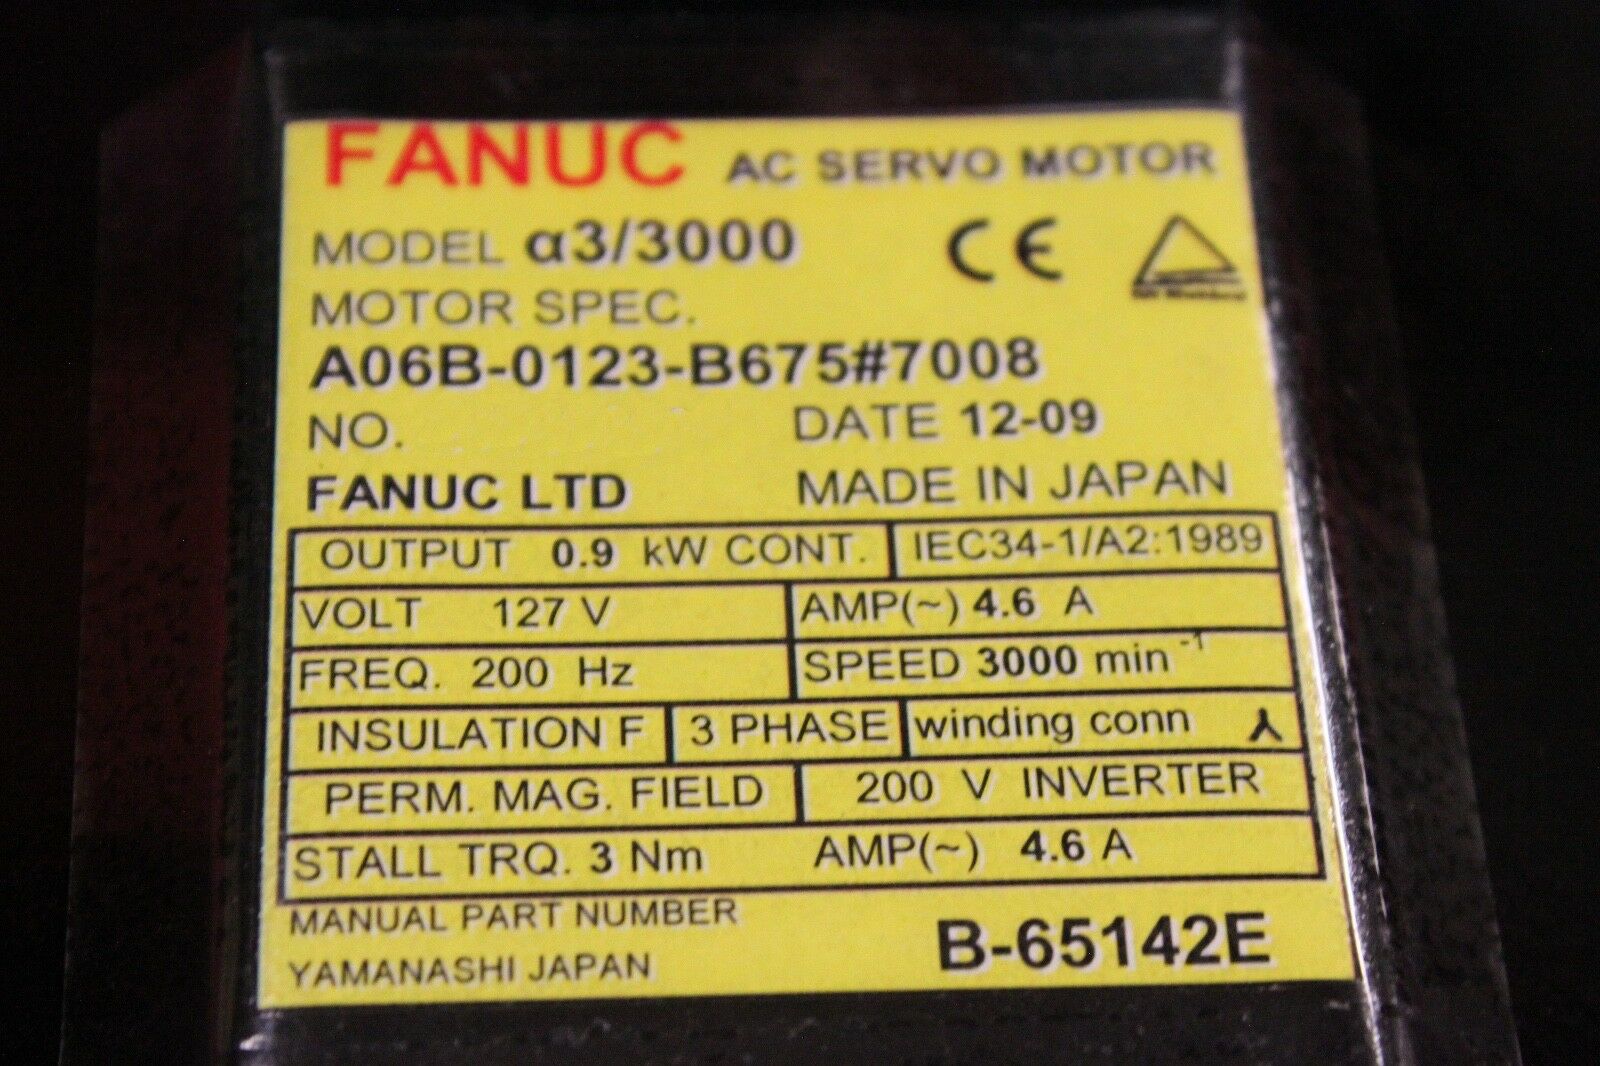 FANUC AC SERVO MOTOR
MODEL α3/3000 CE
MOTOR SPEC.
A06B-0123-B675#7008
NO. DATE 12-09
FANUC LTD MADE IN JAPAN
OUTPUT 0.9 kW CONT. IEC34-1/A2:1989
VOLT 127 V AMP(~) 4.6 A
FREQ. 200 Hz SPEED 3000 min⁻¹
INSULATION F 3 PHASE winding conn
PERM. MAG. FIELD 200 V INVERTER
STALL TRQ. 3 Nm AMP(~) 4.6 A
MANUAL PART NUMBER
YAMANASHI JAPAN B-65142E